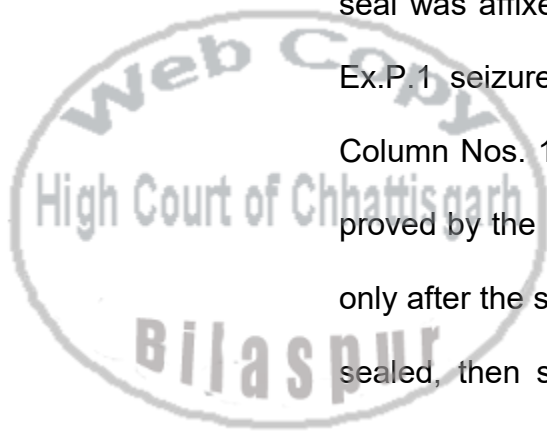 seal was affixe
Web Copy
Ex.P.1 seizure
Column Nos. 1
High Court of Chhattisgarh
proved by the
only after the s
Bilaspur
sealed, then s